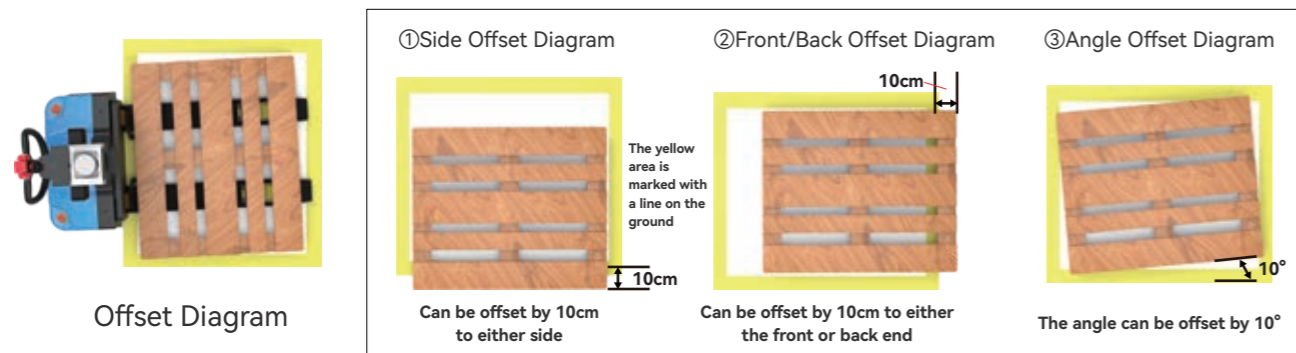 Offset Diagram
①Side Offset Diagram
The yellow
area is
marked with
a line on the
ground
10cm
Can be offset by 10cm
to either side
②Front/Back Offset Diagram
10cm
Can be offset by 10cm to either
the front or back end
③Angle Offset Diagram
10°
The angle can be offset by 10°